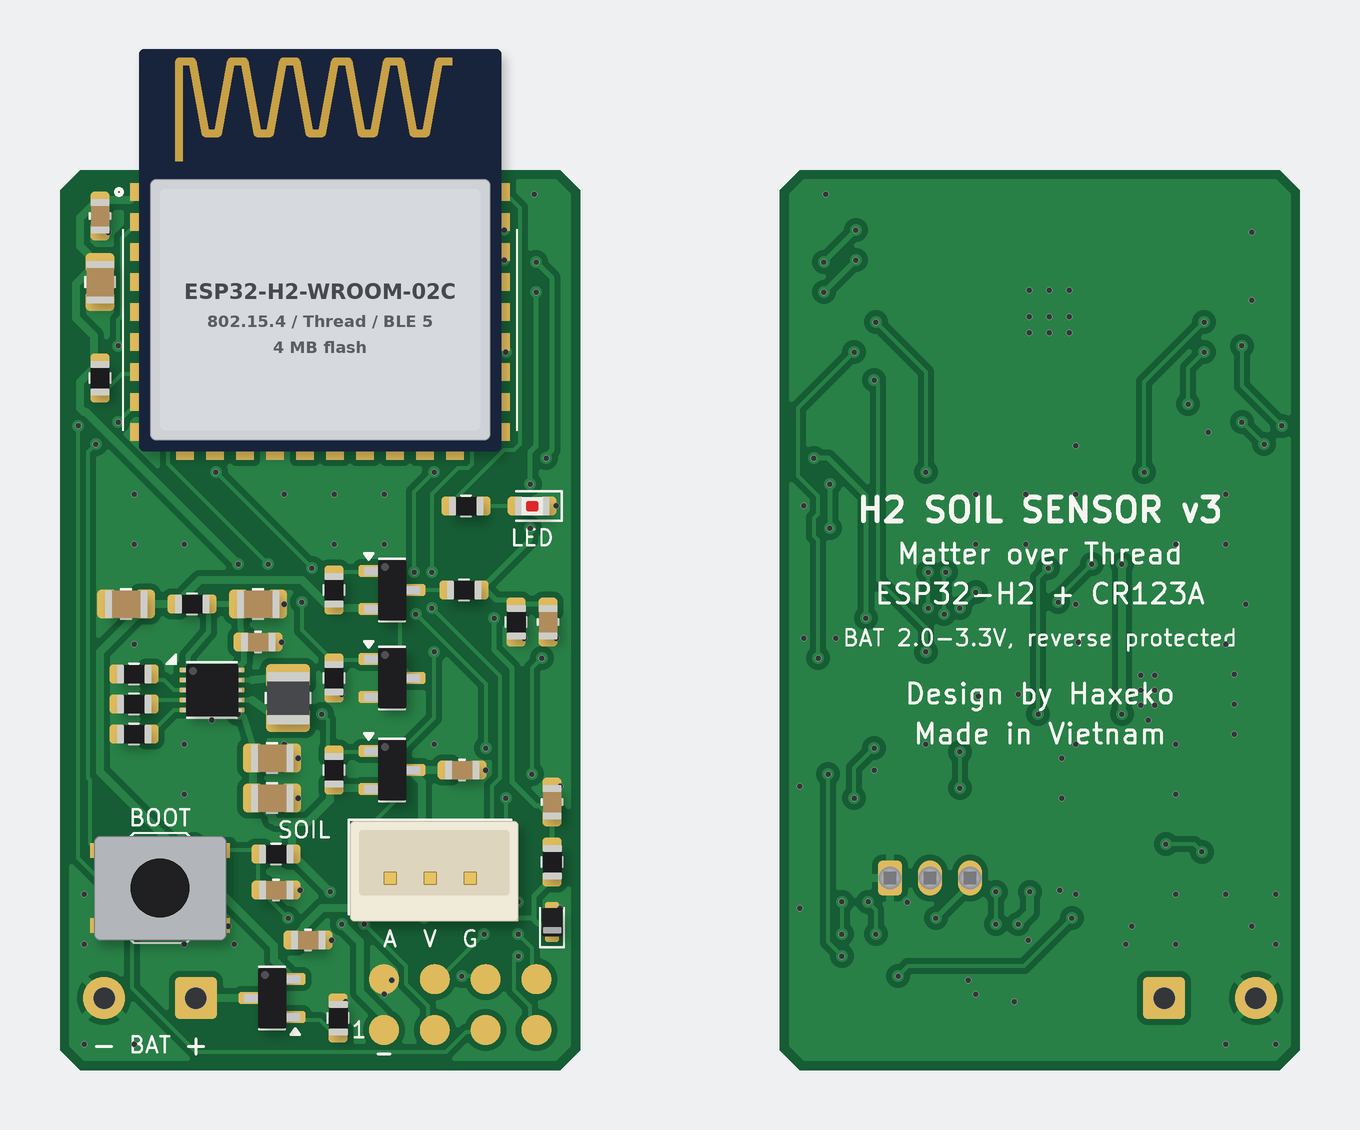 ESP32-H2-WROOM-02C
802.15.4 / Thread / BLE 5
4 MB flash
LED
BOOT
SOIL
A V G
1
− BAT +
H2 SOIL SENSOR v3
Matter over Thread
ESP32-H2 + CR123A
BAT 2.0-3.3V, reverse protected
Design by Haxeko
Made in Vietnam